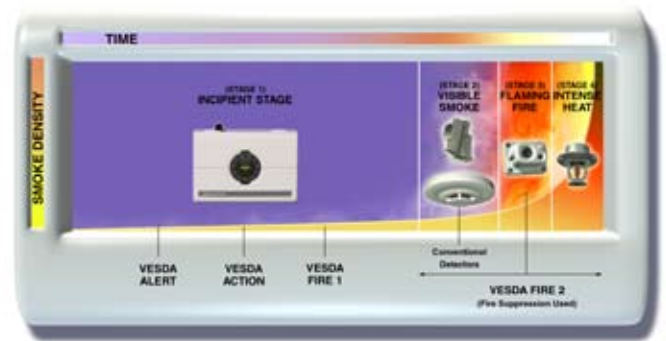 TIME
SMOKE DENSITY
(STAGE 1)
INCIPIENT STAGE
(STAGE 2)
VISIBLE
SMOKE
(STAGE 3)
FLAMING
FIRE
(STAGE 4)
INTENSE
HEAT
VESDA
ALERT
VESDA
ACTION
VESDA
FIRE 1
Conventional
Detectors
VESDA FIRE 2
(Fire Suppression Used)